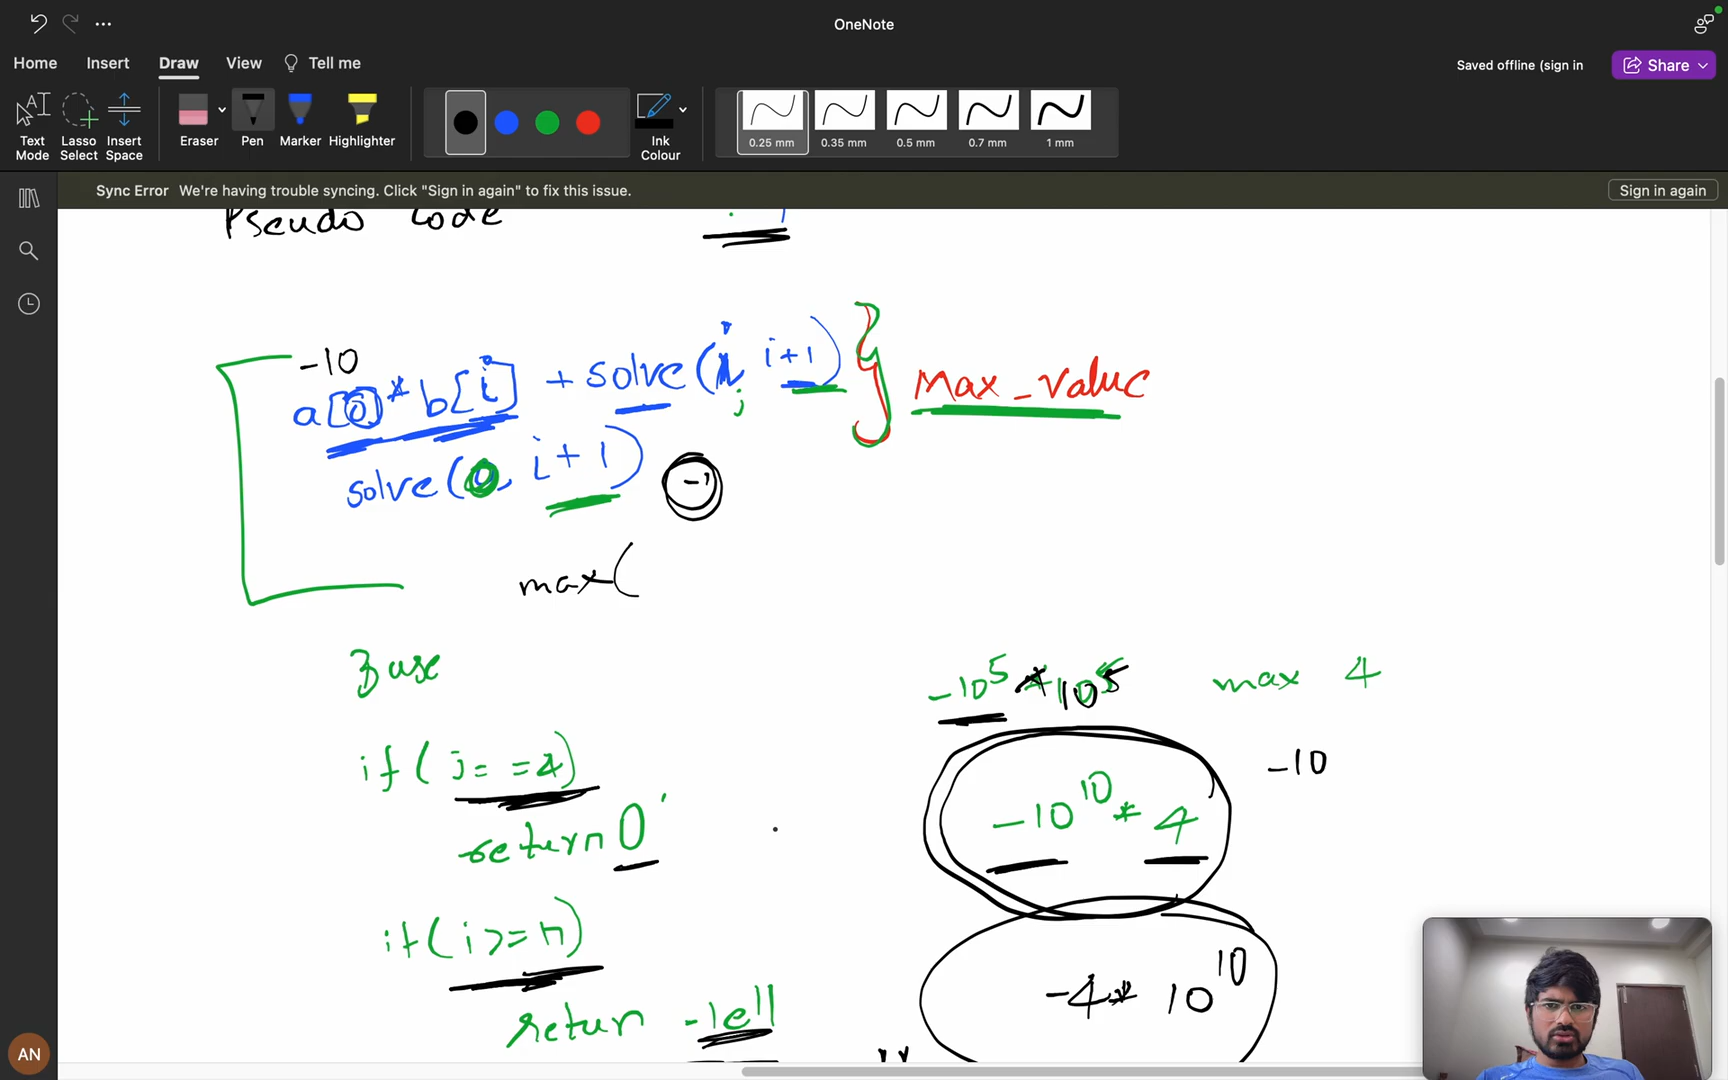 OneNote
Home Insert Draw View Tell me
Saved offline (sign in
Share
Text Mode
Lasso Select
Insert Space
Eraser
Pen
Marker
Highlighter
Ink Colour
0.25 mm
0.35 mm
0.5 mm
0.7 mm
1 mm
Sync Error We're having trouble syncing. Click "Sign in again" to fix this issue.
Sign in again
Pseudo Code
-10
a[0]*b[i] + solve( , i+1)
j
Max_value
solve(0, i+1)
-1
max(
Base
-10^5 * 10^5
max 4
if( j==4)
-10
return 0
-10^10 * 4
if(i>=n)
-4* 10^10
return -1e11
AN